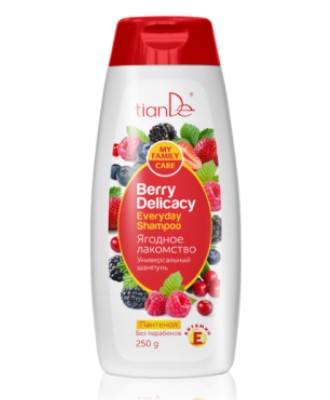 tianDe
MY
FAMILY
CARE
Berry
Delicacy
Everyday
Shampoo
Ягодное
лакомство
Универсальный
шампунь
Пантенол
Без парабенов
250 g
витамин
E